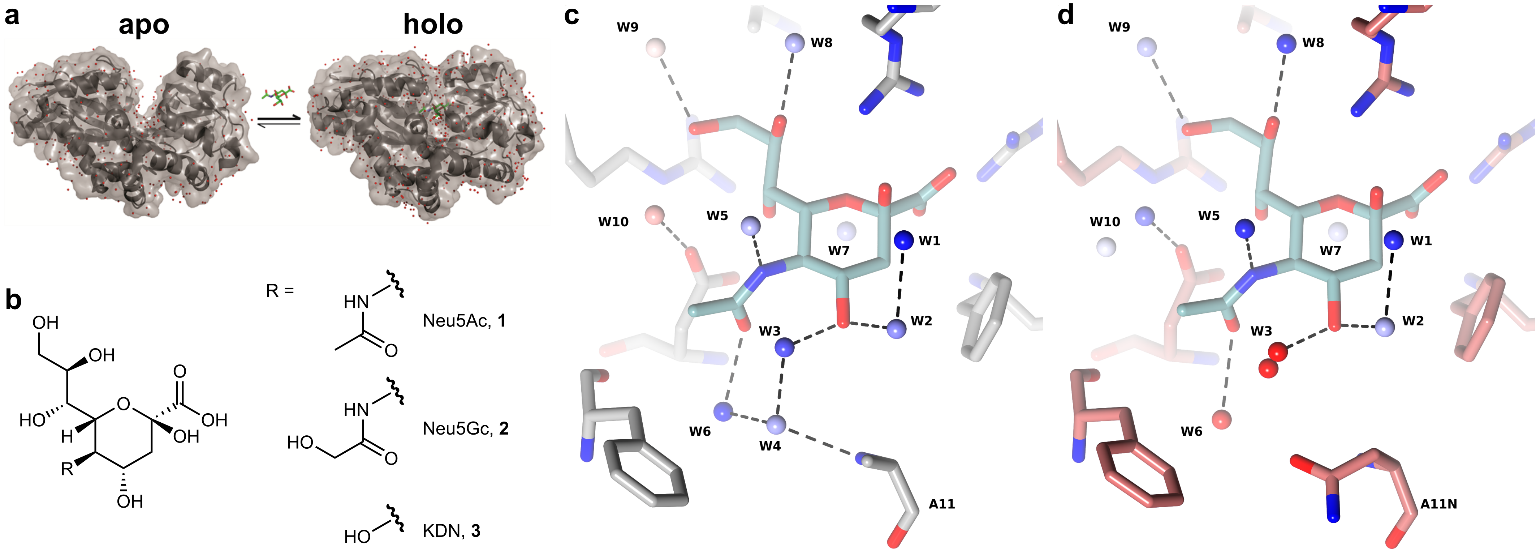 a
apo
holo
b
R =
HN
O
Neu5Ac, 1
HN
HO
O
Neu5Gc, 2
HO
KDN, 3
OH
OH
HO
O
O
OH
H
OH
R
OH
c
W9
W8
W10
W5
W7
W1
W2
W3
W6
W4
A11
d
W9
W8
W10
W5
W7
W1
W2
W3
W6
A11N